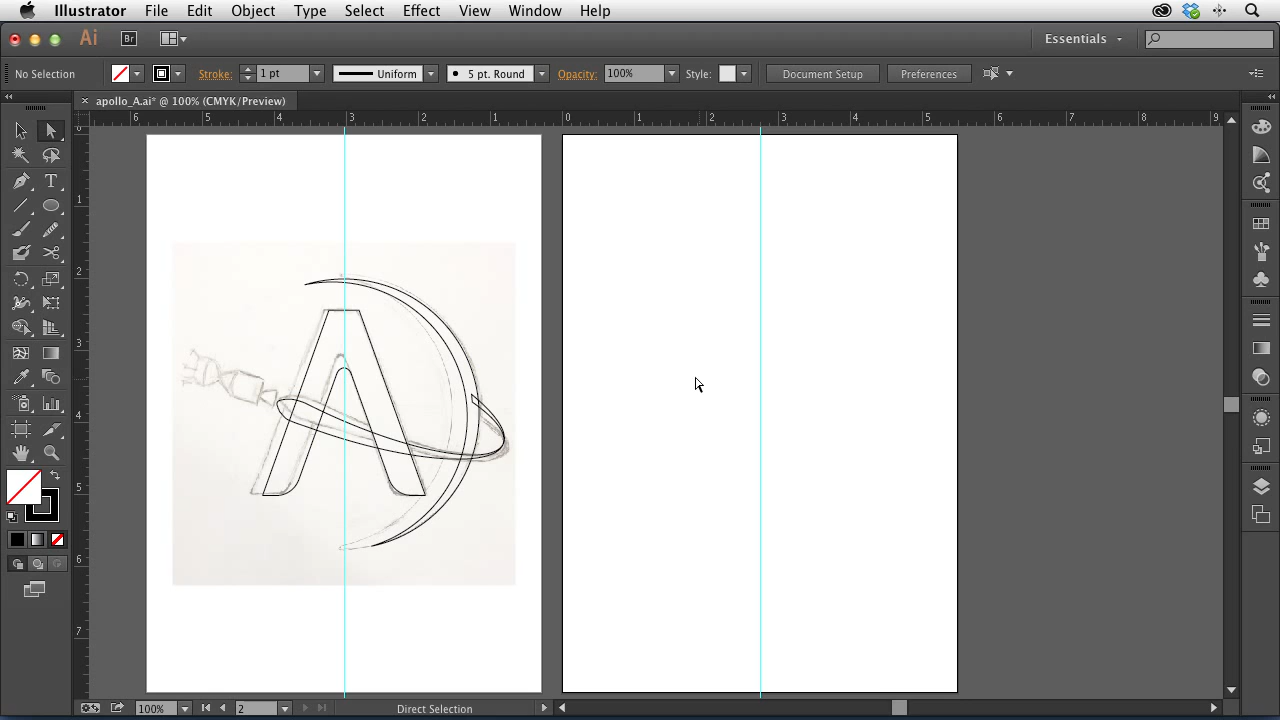 Illustrator File Edit Object Type Select Effect View Window Help
Ai Br Essentials
No Selection Stroke: 1 pt Uniform 5 pt. Round Opacity: 100% Style: Document Setup Preferences
× apollo_A.ai* @ 100% (CMYK/Preview)
6 5 4 3 2 1 0 1 2 3 4 5 6 7 8 9
0
1
2
3
4
5
6
7
A
T
100% 2 Direct Selection